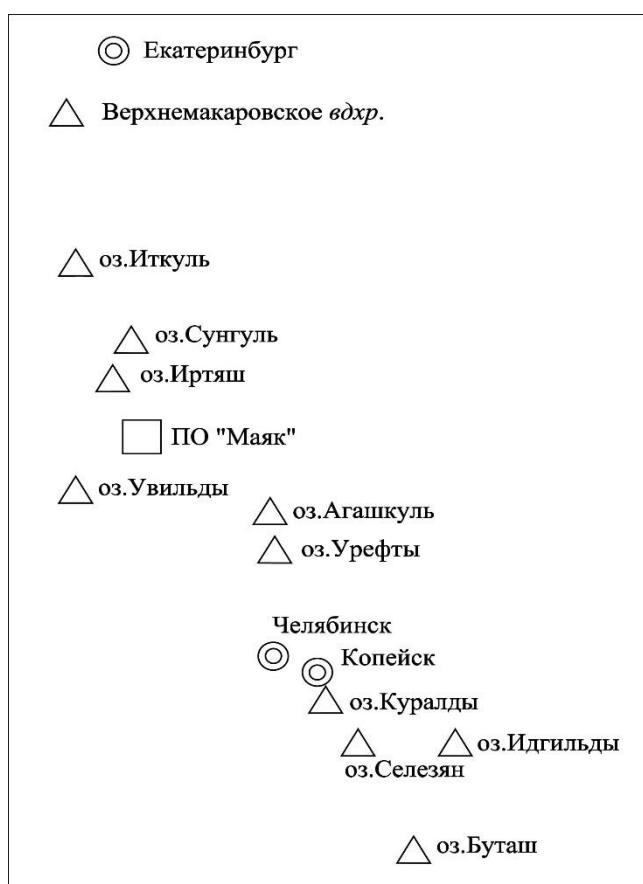 Екатеринбург
Верхнемакаровское вдхр.
оз.Иткуль
оз.Сунгуль
оз.Иртяш
ПО "Маяк"
оз.Увильды
оз.Агашкуль
оз.Урефты
Челябинск
Копейск
оз.Куралды
оз.Идгильды
оз.Селезян
оз.Буташ